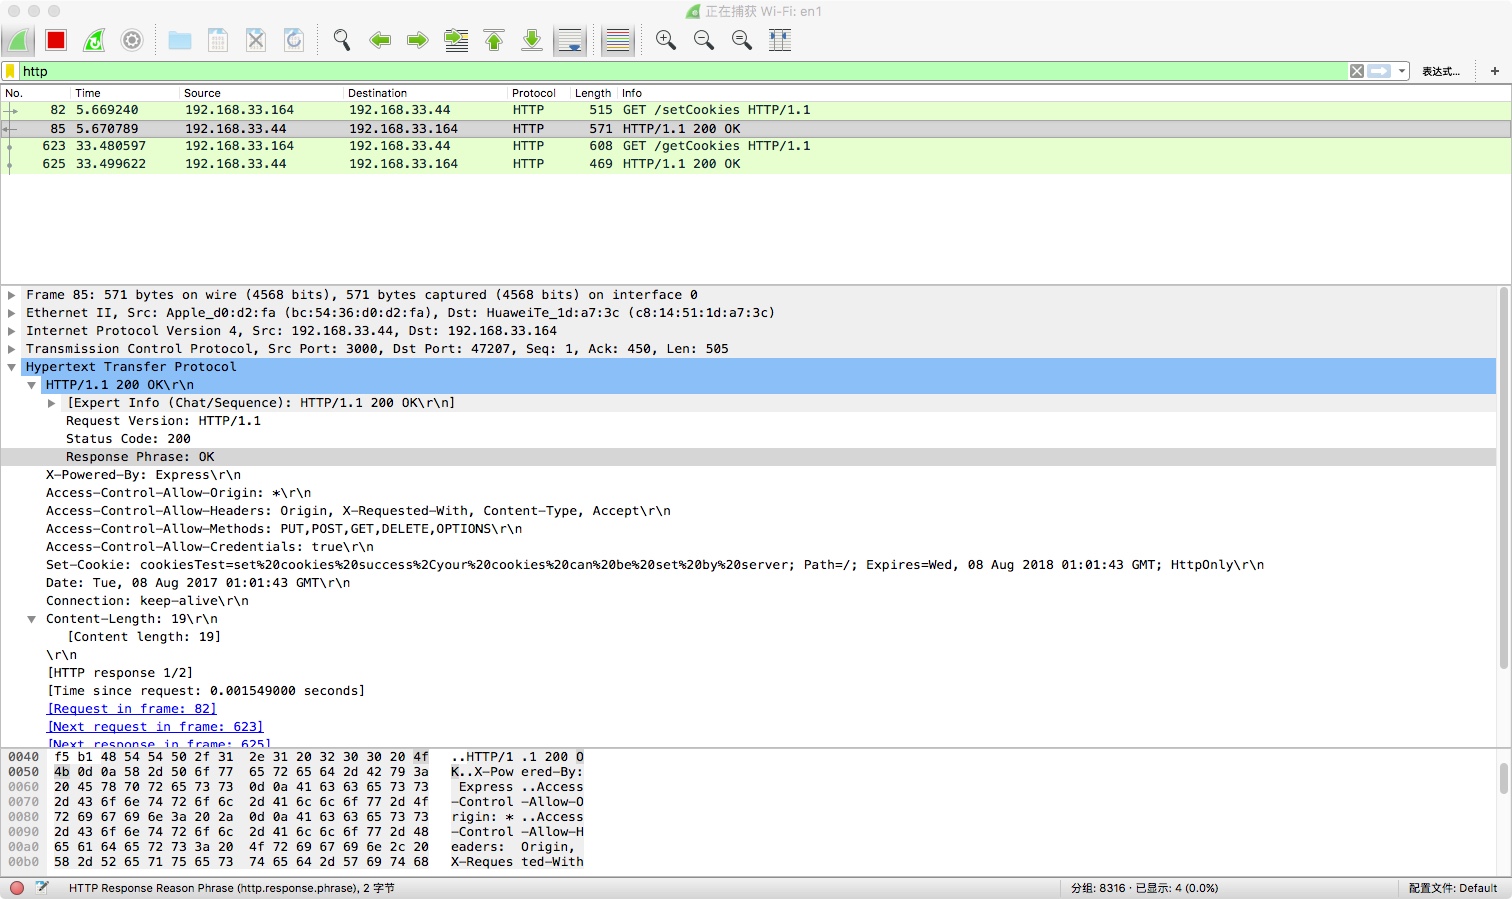 正在捕获 Wi-Fi: en1
http
表达式…
+
No. Time Source Destination Protocol Length Info
82 5.669240 192.168.33.164 192.168.33.44 HTTP 515 GET /setCookies HTTP/1.1
85 5.670789 192.168.33.44 192.168.33.164 HTTP 571 HTTP/1.1 200 OK
623 33.480597 192.168.33.164 192.168.33.44 HTTP 608 GET /getCookies HTTP/1.1
625 33.499622 192.168.33.44 192.168.33.164 HTTP 469 HTTP/1.1 200 OK
Frame 85: 571 bytes on wire (4568 bits), 571 bytes captured (4568 bits) on interface 0
Ethernet II, Src: Apple_d0:d2:fa (bc:54:36:d0:d2:fa), Dst: HuaweiTe_1d:a7:3c (c8:14:51:1d:a7:3c)
Internet Protocol Version 4, Src: 192.168.33.44, Dst: 192.168.33.164
Transmission Control Protocol, Src Port: 3000, Dst Port: 47207, Seq: 1, Ack: 450, Len: 505
Hypertext Transfer Protocol
HTTP/1.1 200 OK\r\n
[Expert Info (Chat/Sequence): HTTP/1.1 200 OK\r\n]
Request Version: HTTP/1.1
Status Code: 200
Response Phrase: OK
X-Powered-By: Express\r\n
Access-Control-Allow-Origin: *\r\n
Access-Control-Allow-Headers: Origin, X-Requested-With, Content-Type, Accept\r\n
Access-Control-Allow-Methods: PUT,POST,GET,DELETE,OPTIONS\r\n
Access-Control-Allow-Credentials: true\r\n
Set-Cookie: cookiesTest=set%20cookies%20success%2Cyour%20cookies%20can%20be%20set%20by%20server; Path=/; Expires=Wed, 08 Aug 2018 01:01:43 GMT; HttpOnly\r\n
Date: Tue, 08 Aug 2017 01:01:43 GMT\r\n
Connection: keep-alive\r\n
Content-Length: 19\r\n
[Content length: 19]
\r\n
[HTTP response 1/2]
[Time since request: 0.001549000 seconds]
[Request in frame: 82]
[Next request in frame: 623]
[Next response in frame: 625]
0040 f5 b1 48 54 54 50 2f 31 2e 31 20 32 30 30 20 4f ..HTTP/1 .1 200 O
0050 4b 0d 0a 58 2d 50 6f 77 65 72 65 64 2d 42 79 3a K..X-Pow ered-By:
0060 20 45 78 70 72 65 73 73 0d 0a 41 63 63 65 73 73 Express ..Access
0070 2d 43 6f 6e 74 72 6f 6c 2d 41 6c 6c 6f 77 2d 4f -Control -Allow-O
0080 72 69 67 69 6e 3a 20 2a 0d 0a 41 63 63 65 73 73 rigin: * ..Access
0090 2d 43 6f 6e 74 72 6f 6c 2d 41 6c 6c 6f 77 2d 48 -Control -Allow-H
00a0 65 61 64 65 72 73 3a 20 4f 72 69 67 69 6e 2c 20 eaders: Origin,
00b0 58 2d 52 65 71 75 65 73 74 65 64 2d 57 69 74 68 X-Reques ted-With
HTTP Response Reason Phrase (http.response.phrase), 2 字节
分组: 8316 · 已显示: 4 (0.0%)
配置文件: Default